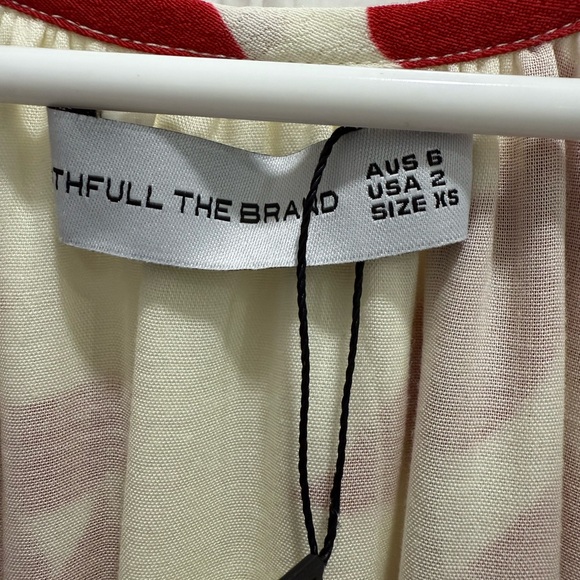 THFULL THE BRAND
AUS 6
USA 2
SIZE XS